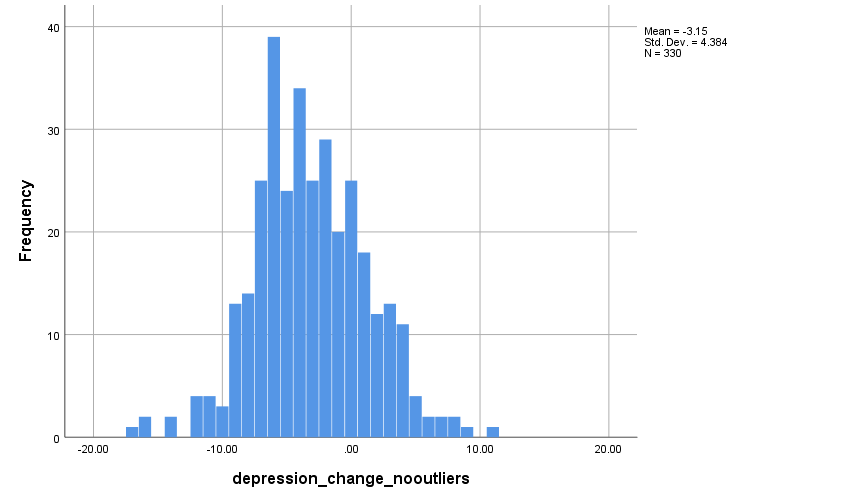 Mean = -3.15
Std. Dev. = 4.384
N = 330
40
30
20
10
0
Frequency
-20.00 -10.00 .00 10.00 20.00
depression_change_nooutliers